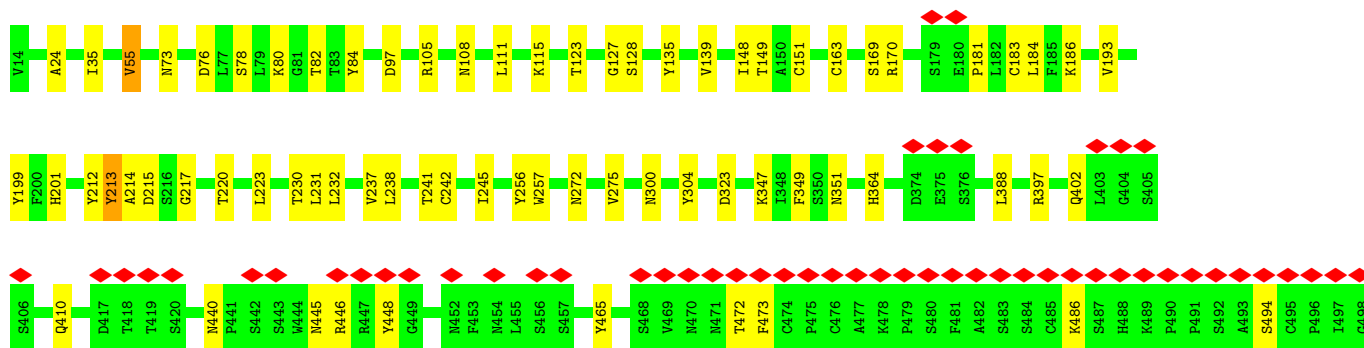 V14 A24 I35 V55 N73 D76 L77 S78 L79 K80 G81 T82 T83 Y84 D97 R105 N108 L111 K115 T123 G127 S128 Y135 V139 I148 T149 A150 C151 C163 S169 R170 S179 E180 P181 L182 C183 L184 F185 K186 V193
Y199 F200 H201 Y212 Y213 A214 D215 S216 G217 T220 L223 T230 L231 L232 V237 L238 T241 C242 I245 Y256 W257 N272 V275 N300 Y304 D323 K347 I348 F349 S350 N351 H364 D374 E375 S376 L388 R397 Q402 L403 G404 S405
S406 Q410 D417 T418 T419 S420 N440 P441 S442 S443 V444 N445 R446 R447 Y448 G449 N452 F453 N454 L455 S456 S457 Y465 S468 V469 N470 N471 T472 F473 C474 P475 C476 A477 K478 P479 S480 F481 A482 S483 S484 C485 K486 S487 H488 K489 P490 P491 S492 A493 S494 C495 P496 I497 G498